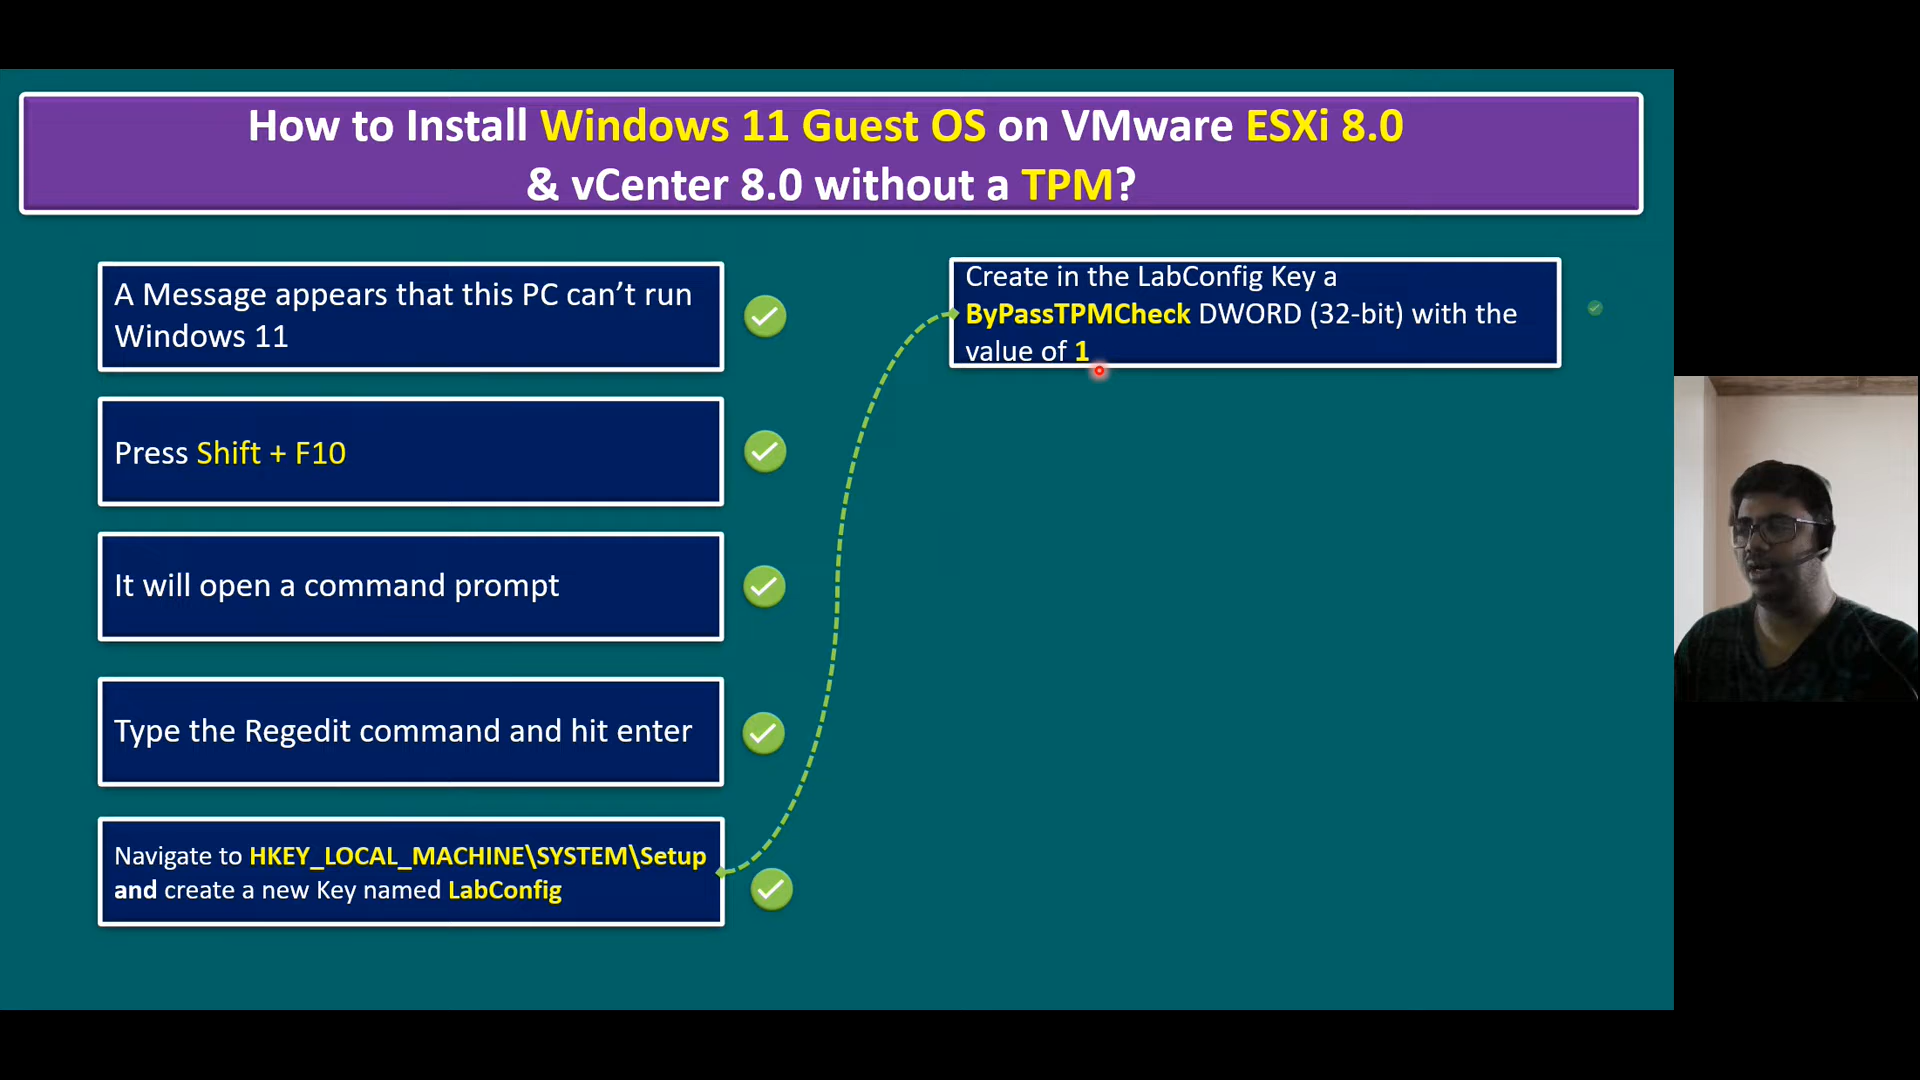 How to Install Windows 11 Guest OS on VMware ESXi 8.0
& vCenter 8.0 without a TPM?
A Message appears that this PC can’t run
Windows 11
Press Shift + F10
It will open a command prompt
Type the Regedit command and hit enter
Navigate to HKEY_LOCAL_MACHINE\SYSTEM\Setup
and create a new Key named LabConfig
Create in the LabConfig Key a
ByPassTPMCheck DWORD (32-bit) with the
value of 1